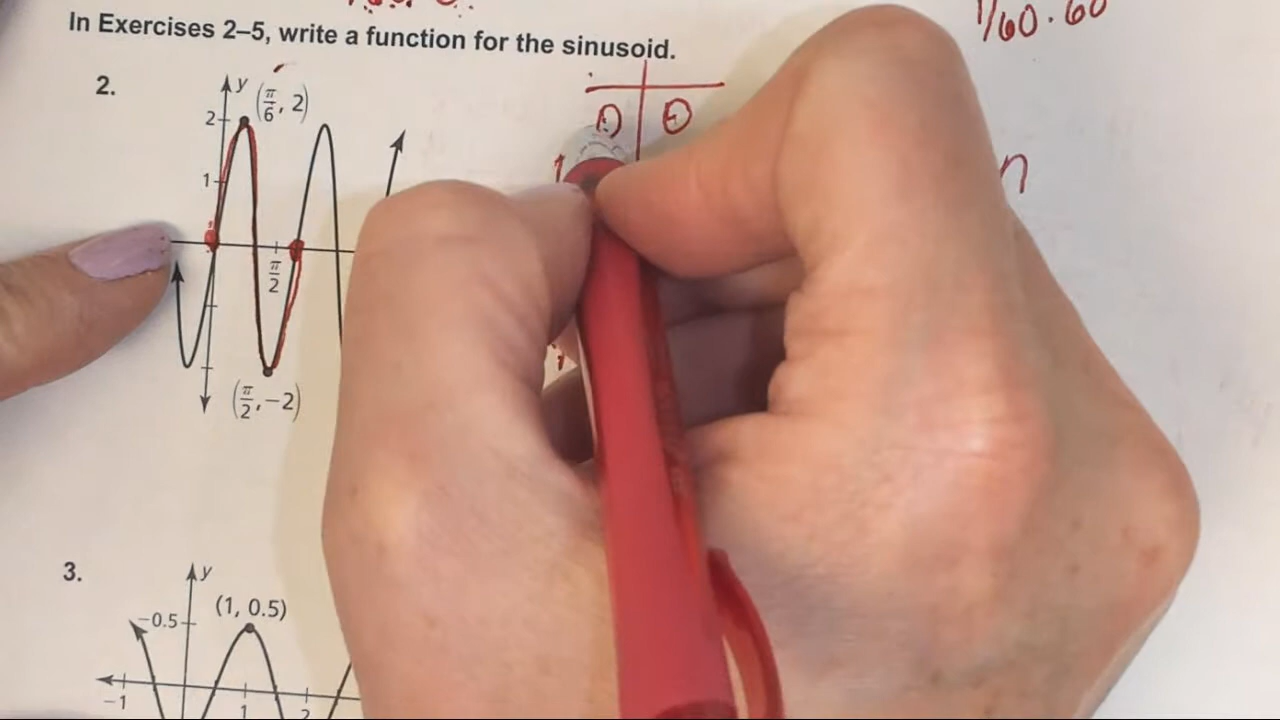 1/60 · 60
In Exercises 2–5, write a function for the sinusoid.
2.
y
(π/6, 2)
2
1
π/2
(π/2, −2)
0 0
n
3.
y
(1, 0.5)
−0.5
−1 1 2